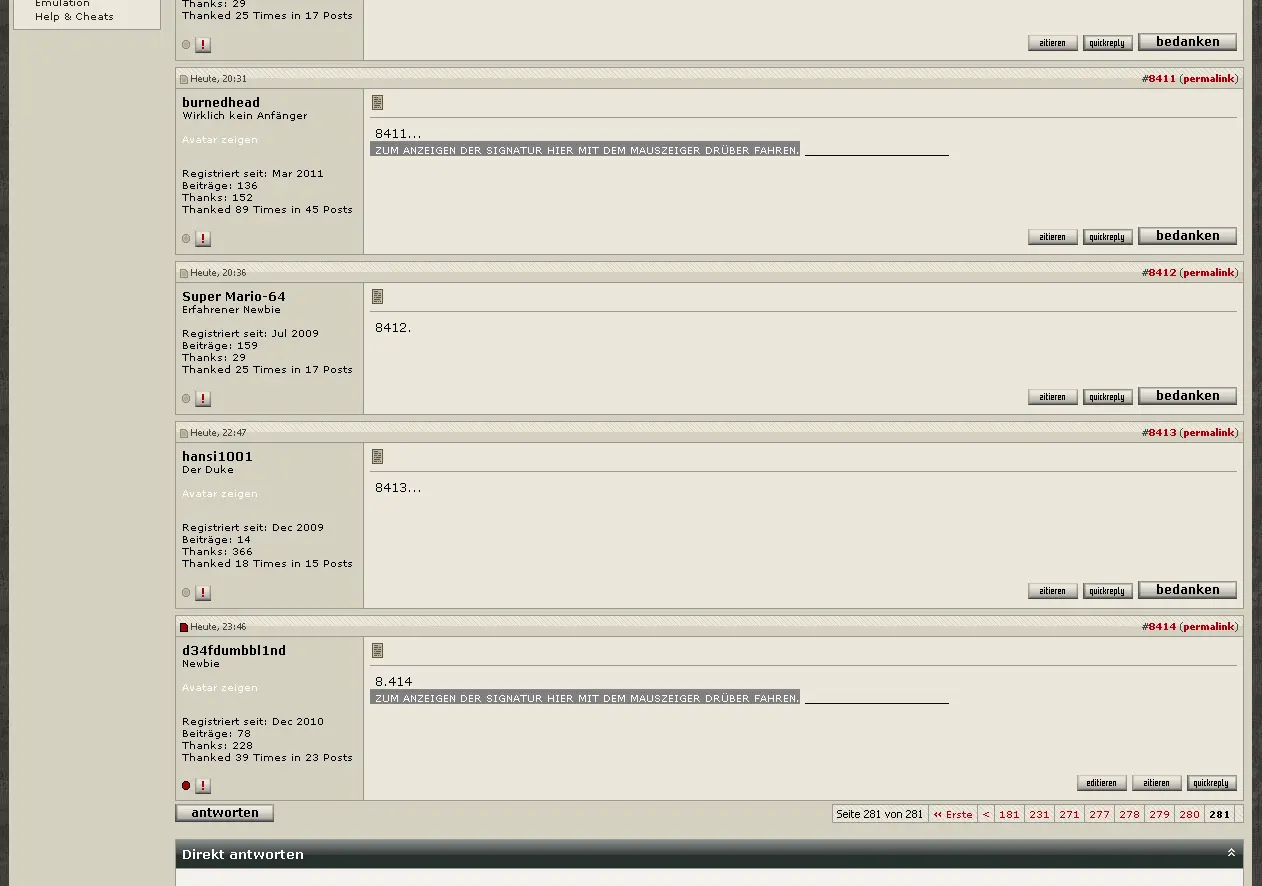 Emulation
Help & Cheats
Thanks: 29
Thanked 25 Times in 17 Posts
zitieren quickreply bedanken
Heute, 20:31 #8411 (permalink)
burnedhead
Wirklich kein Anfänger
Avatar zeigen
Registriert seit: Mar 2011
Beiträge: 136
Thanks: 152
Thanked 89 Times in 45 Posts
8411...
ZUM ANZEIGEN DER SIGNATUR HIER MIT DEM MAUSZEIGER DRÜBER FAHREN.
zitieren quickreply bedanken
Heute, 20:36 #8412 (permalink)
Super Mario-64
Erfahrener Newbie
Registriert seit: Jul 2009
Beiträge: 159
Thanks: 29
Thanked 25 Times in 17 Posts
8412.
zitieren quickreply bedanken
Heute, 22:47 #8413 (permalink)
hansi1001
Der Duke
Avatar zeigen
Registriert seit: Dec 2009
Beiträge: 14
Thanks: 366
Thanked 18 Times in 15 Posts
8413...
zitieren quickreply bedanken
Heute, 23:46 #8414 (permalink)
d34fdumbbl1nd
Newbie
Avatar zeigen
Registriert seit: Dec 2010
Beiträge: 78
Thanks: 228
Thanked 39 Times in 23 Posts
8.414
ZUM ANZEIGEN DER SIGNATUR HIER MIT DEM MAUSZEIGER DRÜBER FAHREN.
editieren zitieren quickreply
antworten Seite 281 von 281 « Erste < 181 231 271 277 278 279 280 281
Direkt antworten